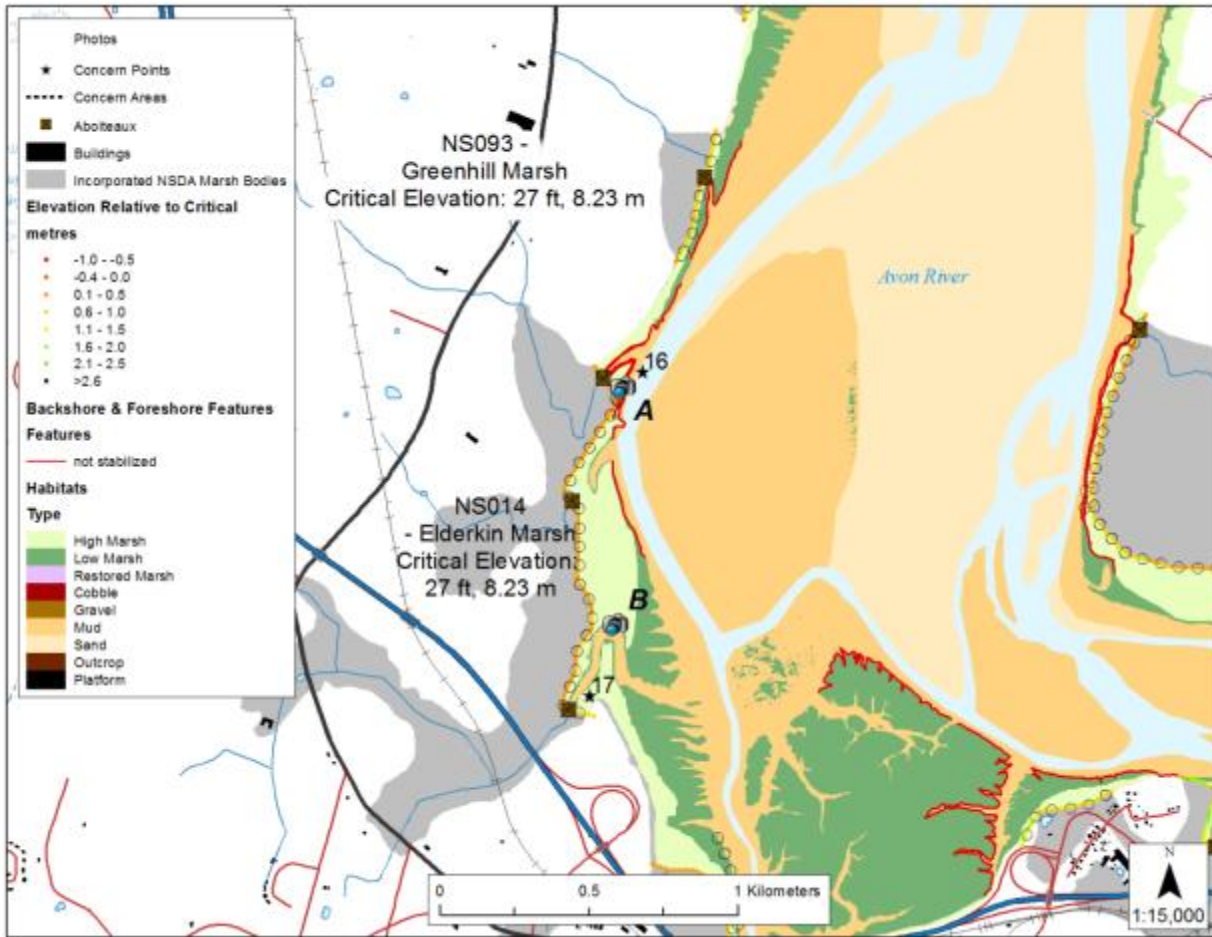 Photos
Concern Points
Concern Areas
Aboiteaux
Buildings
Incorporated NSDA Marsh Bodies
Elevation Relative to Critical
metres
-1.0 - -0.5
-0.4 - 0.0
0.1 - 0.5
0.6 - 1.0
1.1 - 1.5
1.6 - 2.0
2.1 - 2.5
>2.6
Backshore & Foreshore Features
Features
not stabilized
Habitats
Type
High Marsh
Low Marsh
Restored Marsh
Cobble
Gravel
Mud
Sand
Outcrop
Platform
NS093 -
Greenhill Marsh
Critical Elevation: 27 ft, 8.23 m
Avon River
16
A
NS014
- Elderkin Marsh
Critical Elevation:
27 ft, 8.23 m
B
17
0 0.5 1 Kilometers
N
1:15,000